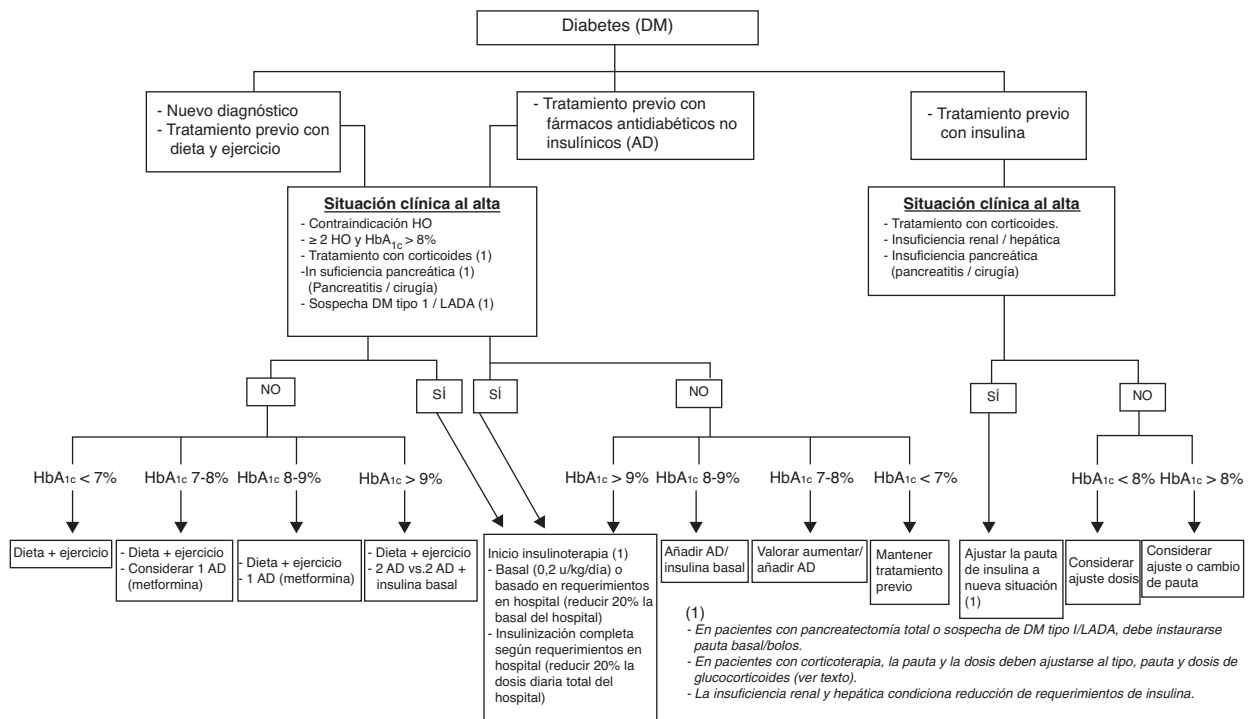 Diabetes (DM)
- Nuevo diagnóstico
- Tratamiento previo con
dieta y ejercicio
- Tratamiento previo con
fármacos antidiabéticos no
insulínicos (AD)
- Tratamiento previo
con insulina
Situación clínica al alta
- Contraindicación HO
- ≥ 2 HO y HbA1c > 8%
- Tratamiento con corticoides (1)
-In suficiencia pancreática (1)
(Pancreatitis / cirugía)
- Sospecha DM tipo 1 / LADA (1)
Situación clínica al alta
- Tratamiento con corticoides.
- Insuficiencia renal / hepática
- Insuficiencia pancreática
(pancreatitis / cirugía)
NO
SÍ
SÍ
NO
SÍ
NO
HbA1c < 7%
HbA1c 7-8%
HbA1c 8-9%
HbA1c > 9%
HbA1c > 9%
HbA1c 8-9%
HbA1c 7-8%
HbA1c < 7%
HbA1c < 8%
HbA1c > 8%
Dieta + ejercicio
- Dieta + ejercicio
- Considerar 1 AD
(metformina)
- Dieta + ejercicio
- 1 AD (metformina)
- Dieta + ejercicio
- 2 AD vs.2 AD +
insulina basal
Inicio insulinoterapia (1)
- Basal (0,2 u/kg/día) o
basado en requerimientos
en hospital (reducir 20% la
basal del hospital)
- Insulinización completa
según requerimientos en
hospital (reducir 20% la
dosis diaria total del
hospital)
Añadir AD/
insulina basal
Valorar aumentar/
añadir AD
Mantener
tratamiento
previo
Ajustar la pauta
de insulina a
nueva situación
(1)
Considerar
ajuste dosis
Considerar
ajuste o cambio
de pauta
(1)
- En pacientes con pancreatectomía total o sospecha de DM tipo I/LADA, debe instaurarse
pauta basal/bolos.
- En pacientes con corticoterapia, la pauta y la dosis deben ajustarse al tipo, pauta y dosis de
glucocorticoides (ver texto).
- La insuficiencia renal y hepática condiciona reducción de requerimientos de insulina.